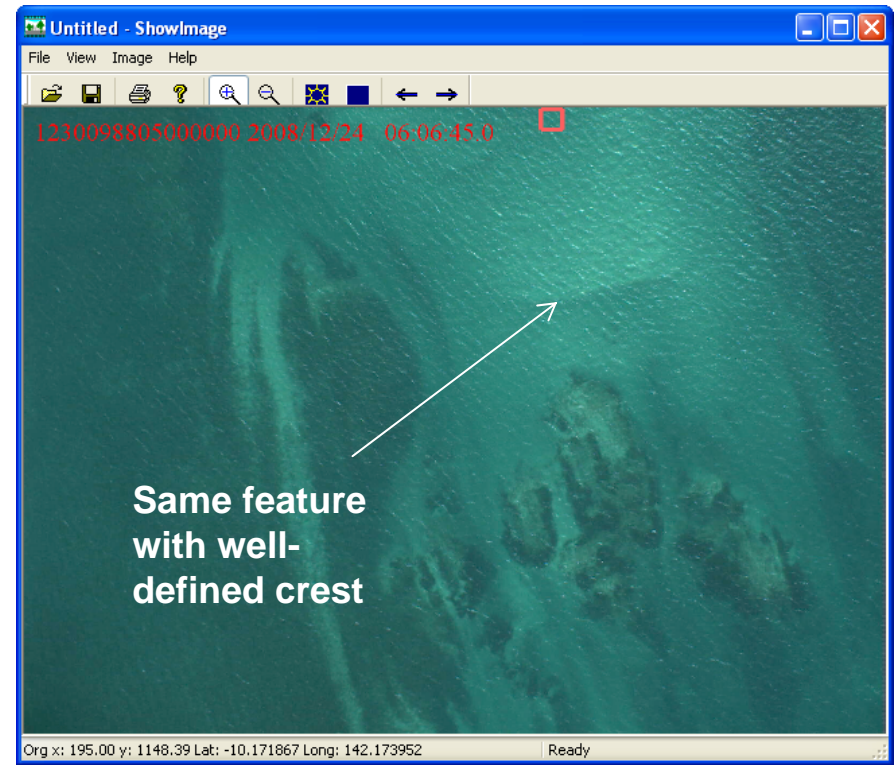 Untitled - ShowImage
File View Image Help
1230098805000000 2008/12/24 06:06:45.0
Same feature
with well-
defined crest
Org x: 195.00 y: 1148.39 Lat: -10.171867 Long: 142.173952 Ready